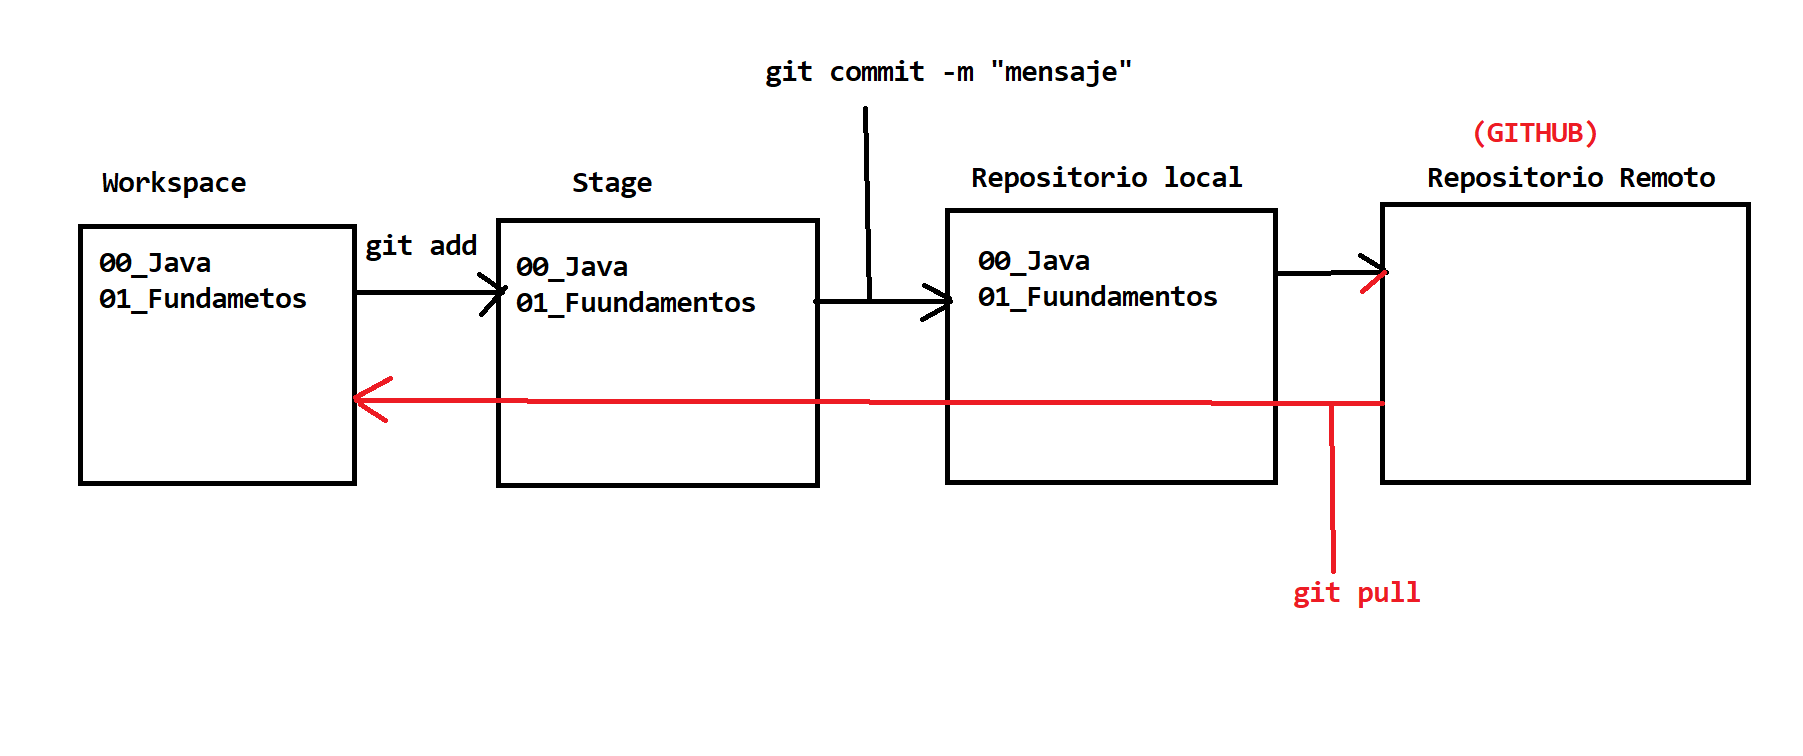 git commit -m "mensaje"
(GITHUB)
Workspace
Stage
Repositorio local
Repositorio Remoto
git add
00_Java
01_Fundametos
00_Java
01_Fuundamentos
00_Java
01_Fuundamentos
git pull